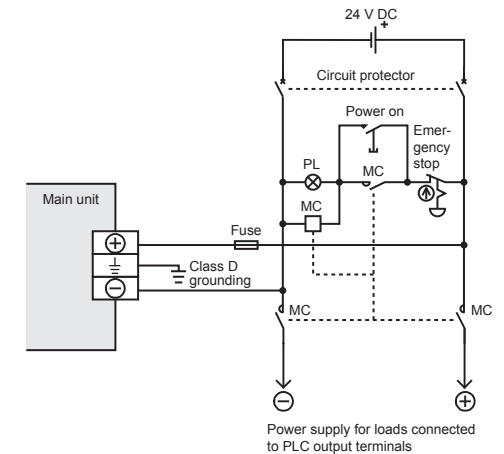 24 V DC
+
Circuit protector
Power on
Emer-
gency
stop
PL
MC
MC
Main unit
Fuse
Class D
grounding
MC
MC
Power supply for loads connected
to PLC output terminals